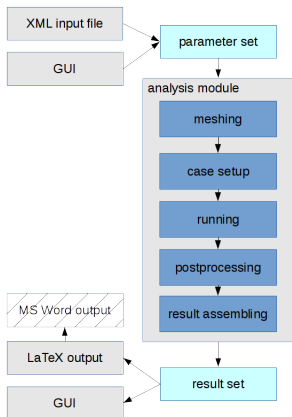 XML input file
parameter set
GUI
analysis module
meshing
case setup
running
postprocessing
result assembling
MS Word output
LaTeX output
result set
GUI